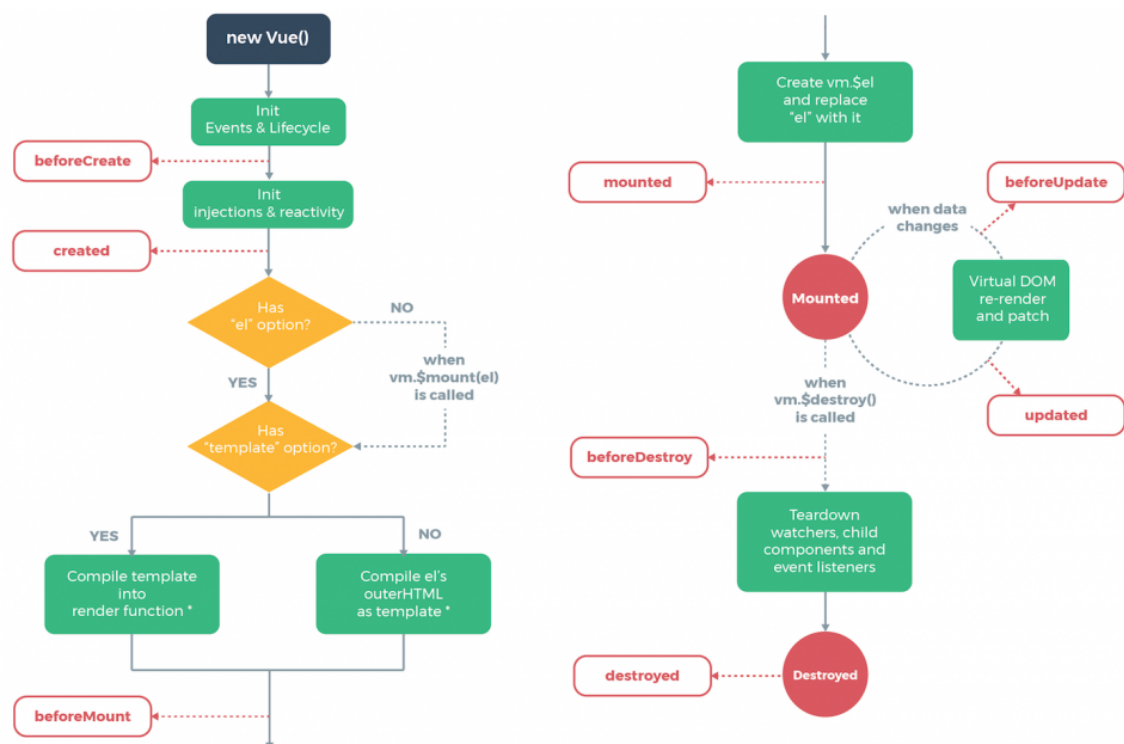 new Vue()
Init
Events & Lifecycle
beforeCreate
Init
injections & reactivity
created
Has
"el" option?
NO
when
vm.$mount(el)
is called
YES
Has
"template" option?
YES
NO
Compile template
into
render function *
Compile el's
outerHTML
as template *
beforeMount
Create vm.$el
and replace
"el" with it
mounted
beforeUpdate
when data
changes
Mounted
Virtual DOM
re-render
and patch
when
vm.$destroy()
is called
updated
beforeDestroy
Teardown
watchers, child
components and
event listeners
destroyed
Destroyed